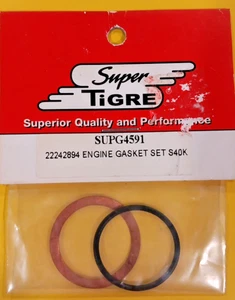 Super
TiGRE
Superior Quality and Performance
SUPG4591
22242894 ENGINE GASKET SET S40K